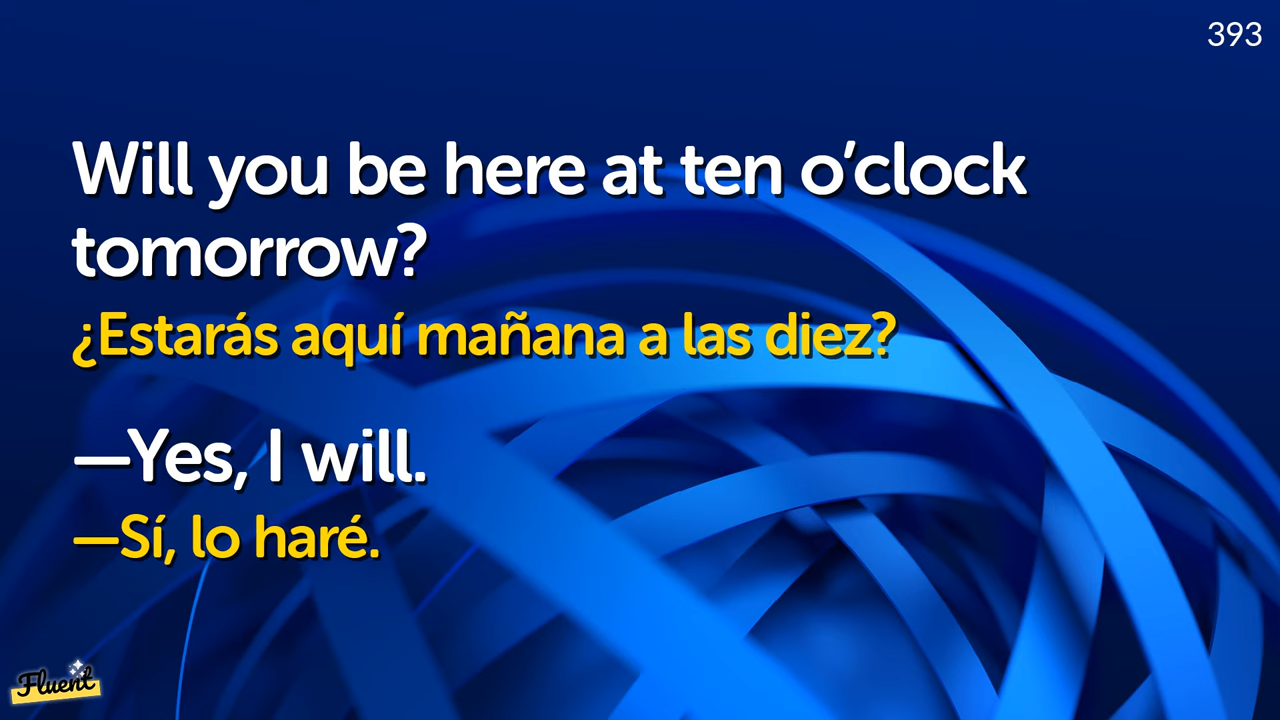 393
Will you be here at ten o’clock
tomorrow?
¿Estarás aquí mañana a las diez?
—Yes, I will.
—Sí, lo haré.
Fluent